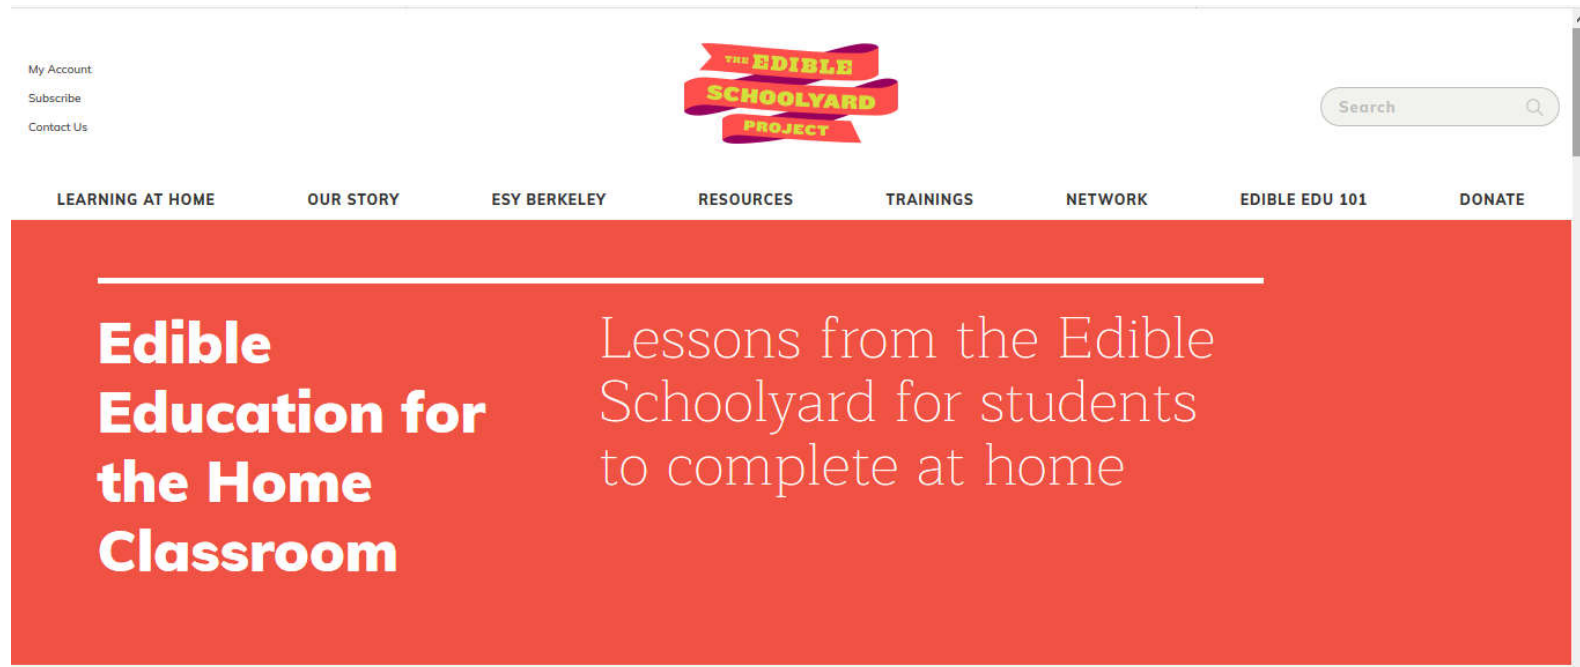 My Account
Subscribe
Contact Us
THE EDIBLE
SCHOOLYARD
PROJECT
Search
LEARNING AT HOME
OUR STORY
ESY BERKELEY
RESOURCES
TRAININGS
NETWORK
EDIBLE EDU 101
DONATE
Edible
Education for
the Home
Classroom
Lessons from the Edible
Schoolyard for students
to complete at home